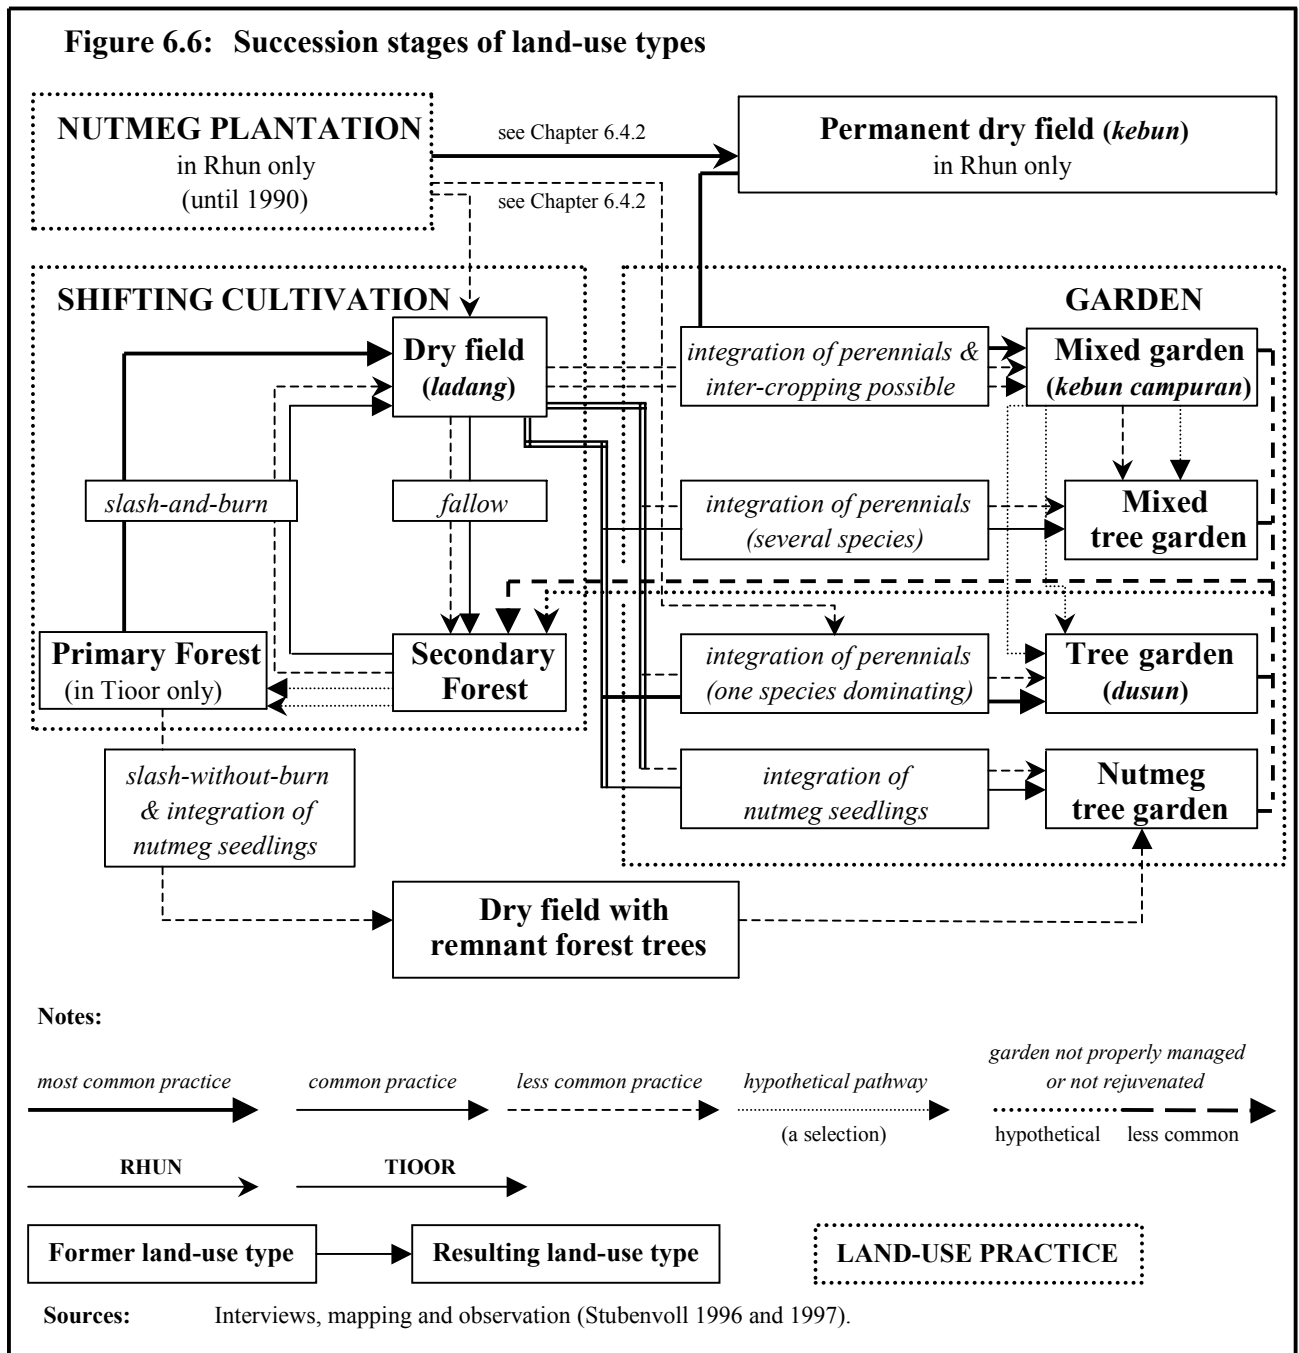 Figure 6.6: Succession stages of land-use types
NUTMEG PLANTATION
in Rhun only
(until 1990)
see Chapter 6.4.2
see Chapter 6.4.2
Permanent dry field (kebun)
in Rhun only
SHIFTING CULTIVATION
GARDEN
Dry field
(ladang)
integration of perennials &
inter-cropping possible
Mixed garden
(kebun campuran)
slash-and-burn
fallow
integration of perennials
(several species)
Mixed
tree garden
Primary Forest
(in Tioor only)
Secondary
Forest
integration of perennials
(one species dominating)
Tree garden
(dusun)
slash-without-burn
& integration of
nutmeg seedlings
integration of
nutmeg seedlings
Nutmeg
tree garden
Dry field with
remnant forest trees
Notes:
most common practice
common practice
less common practice
hypothetical pathway
(a selection)
garden not properly managed
or not rejuvenated
hypothetical
less common
RHUN
TIOOR
Former land-use type
Resulting land-use type
LAND-USE PRACTICE
Sources: Interviews, mapping and observation (Stubenvoll 1996 and 1997).